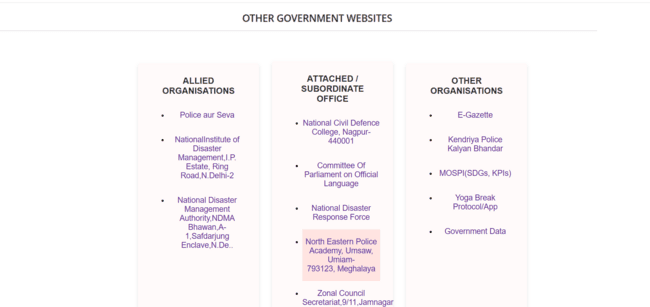 OTHER GOVERNMENT WEBSITES
ALLIED
ORGANISATIONS
Police aur Seva
NationalInstitute of
Disaster
Management,I.P.
Estate, Ring
Road,N.Delhi-2
National Disaster
Management
Authority,NDMA
Bhawan,A-
1,Safdarjung
Enclave,N.De..
ATTACHED /
SUBORDINATE
OFFICE
National Civil Defence
College, Nagpur-
440001
Committee Of
Parliament on Official
Language
National Disaster
Response Force
North Eastern Police
Academy, Umsaw,
Umiam-
793123, Meghalaya
Zonal Council
Secretariat,9/11,Jamnagar
OTHER
ORGANISATIONS
E-Gazette
Kendriya Police
Kalyan Bhandar
MOSPI(SDGs, KPIs)
Yoga Break
Protocol/App
Government Data